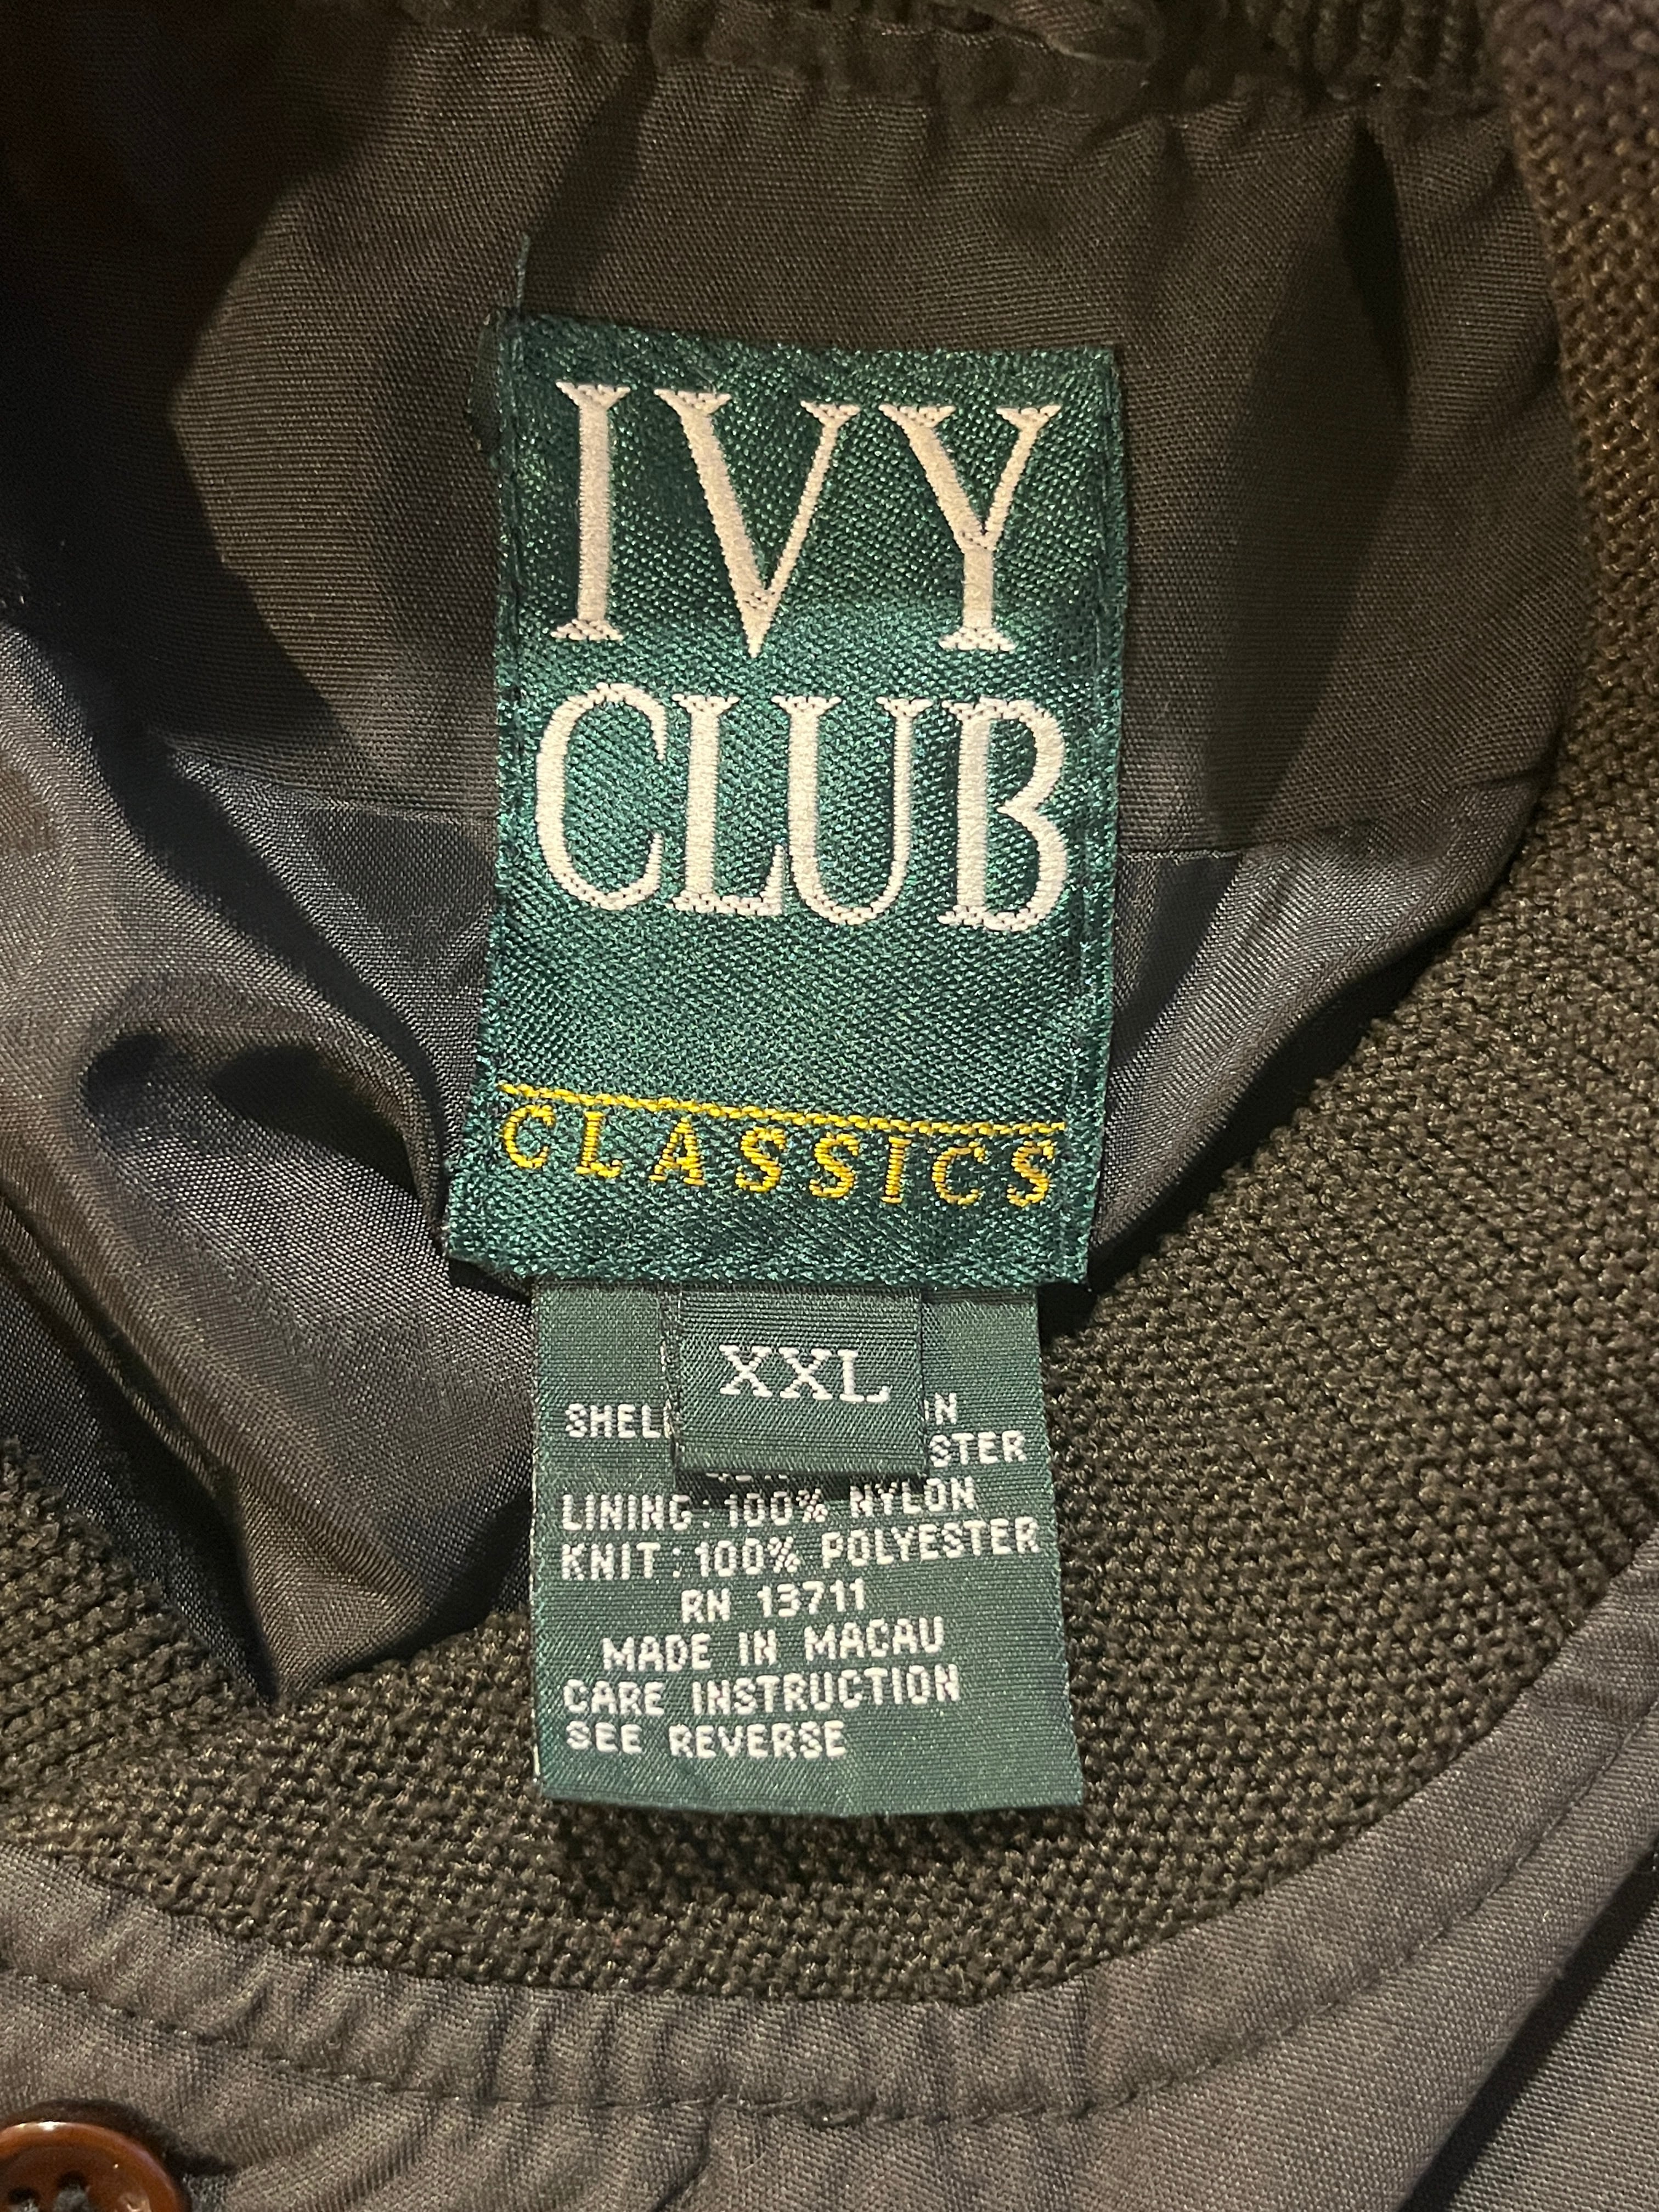 IVY
CLUB
CLASSICS
XXL
SHELL
LINING: 100% NYLON
KNIT: 100% POLYESTER
RN 13711
MADE IN MACAU
CARE INSTRUCTION
SEE REVERSE